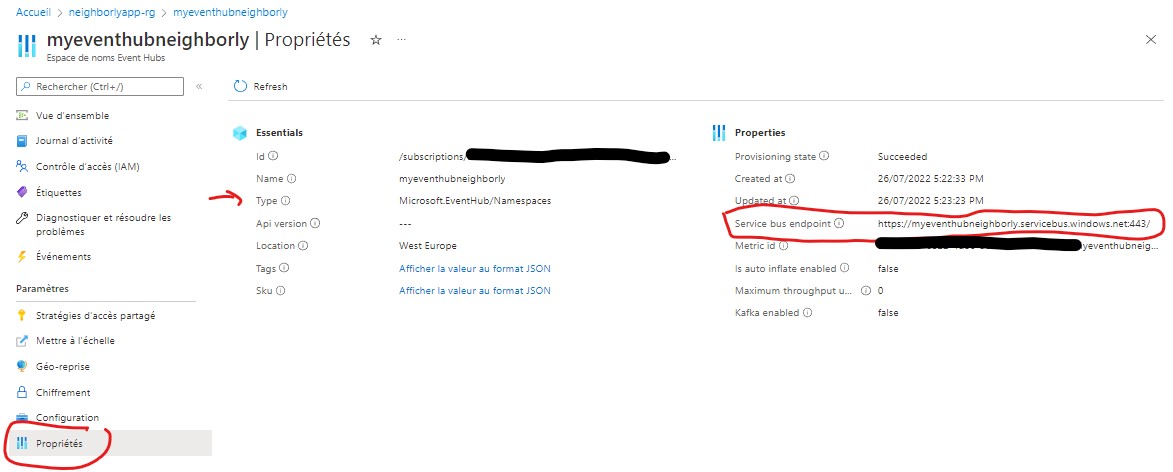 Accueil > neighborlyapp-rg > myeventhubneighborly
myeventhubneighborly | Propriétés
Espace de noms Event Hubs
Rechercher (Ctrl+/)
Vue d'ensemble
Journal d'activité
Contrôle d'accès (IAM)
Étiquettes
Diagnostiquer et résoudre les
problèmes
Événements
Paramètres
Stratégies d'accès partagé
Mettre à l'échelle
Géo-reprise
Chiffrement
Configuration
Propriétés
Refresh
Essentials
Id /subscriptions/ ...
Name myeventhubneighborly
Type Microsoft.EventHub/Namespaces
Api version ---
Location West Europe
Tags Afficher la valeur au format JSON
Sku Afficher la valeur au format JSON
Properties
Provisioning state Succeeded
Created at 26/07/2022 5:22:33 PM
Updated at 26/07/2022 5:23:23 PM
Service bus endpoint https://myeventhubneighborly.servicebus.windows.net:443/
Metric id yeventhubneig...
Is auto inflate enabled false
Maximum throughput u... 0
Kafka enabled false